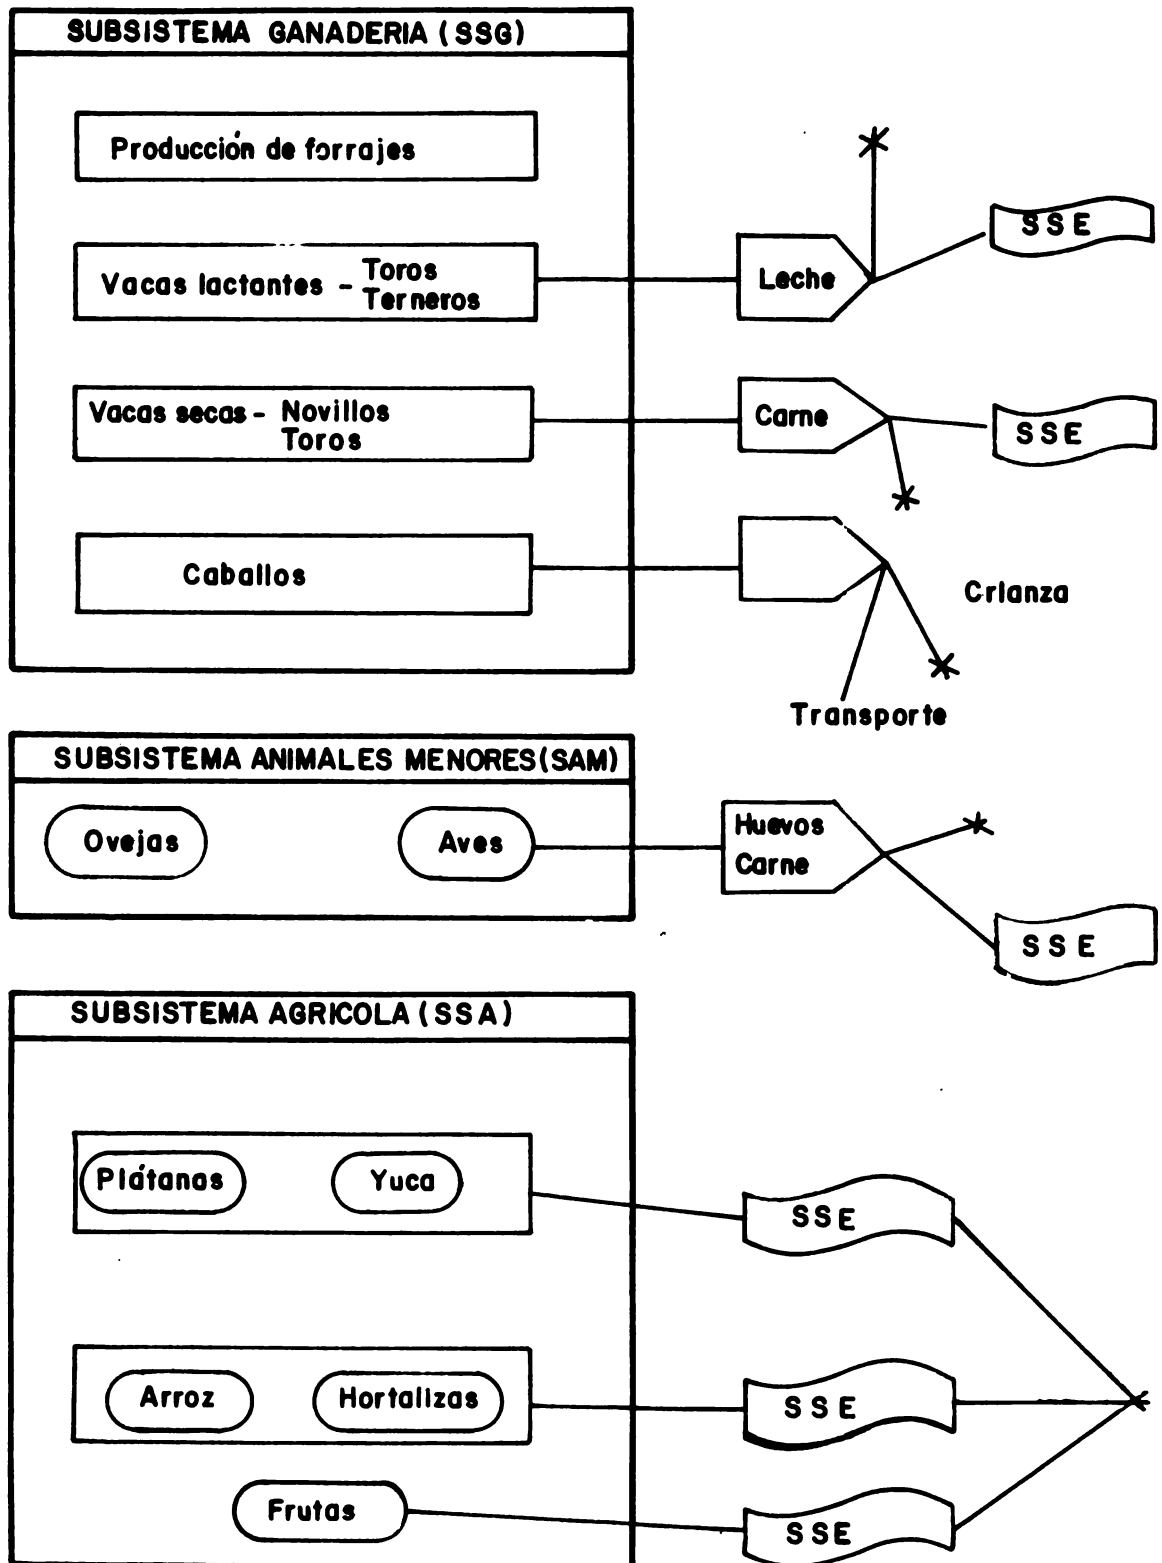 SUBSISTEMA GANADERIA (SSG)
Producción de forrajes
Vacas lactantes - Toros
Terneros
Leche
SSE
Vacas secas - Novillos
Toros
Carne
SSE
Caballos
Crianza
Transporte
SUBSISTEMA ANIMALES MENORES (SAM)
Ovejas
Aves
Huevos
Carne
SSE
SUBSISTEMA AGRICOLA (SSA)
Plátanas
Yuca
SSE
Arroz
Hortalizas
SSE
Frutas
SSE